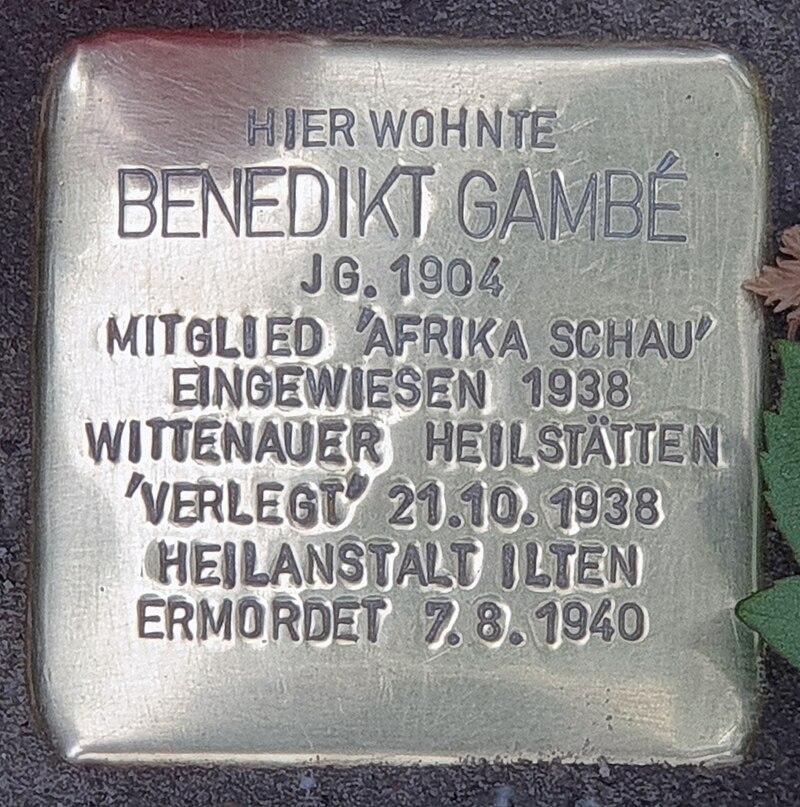 HIER WOHNTE
BENEDIKT GAMBÉ
JG. 1904
MITGLIED 'AFRIKA SCHAU'
EINGEWIESEN 1938
WITTENAUER HEILSTÄTTEN
'VERLEGT' 21.10.1938
HEILANSTALT ILTEN
ERMORDET 7.8.1940